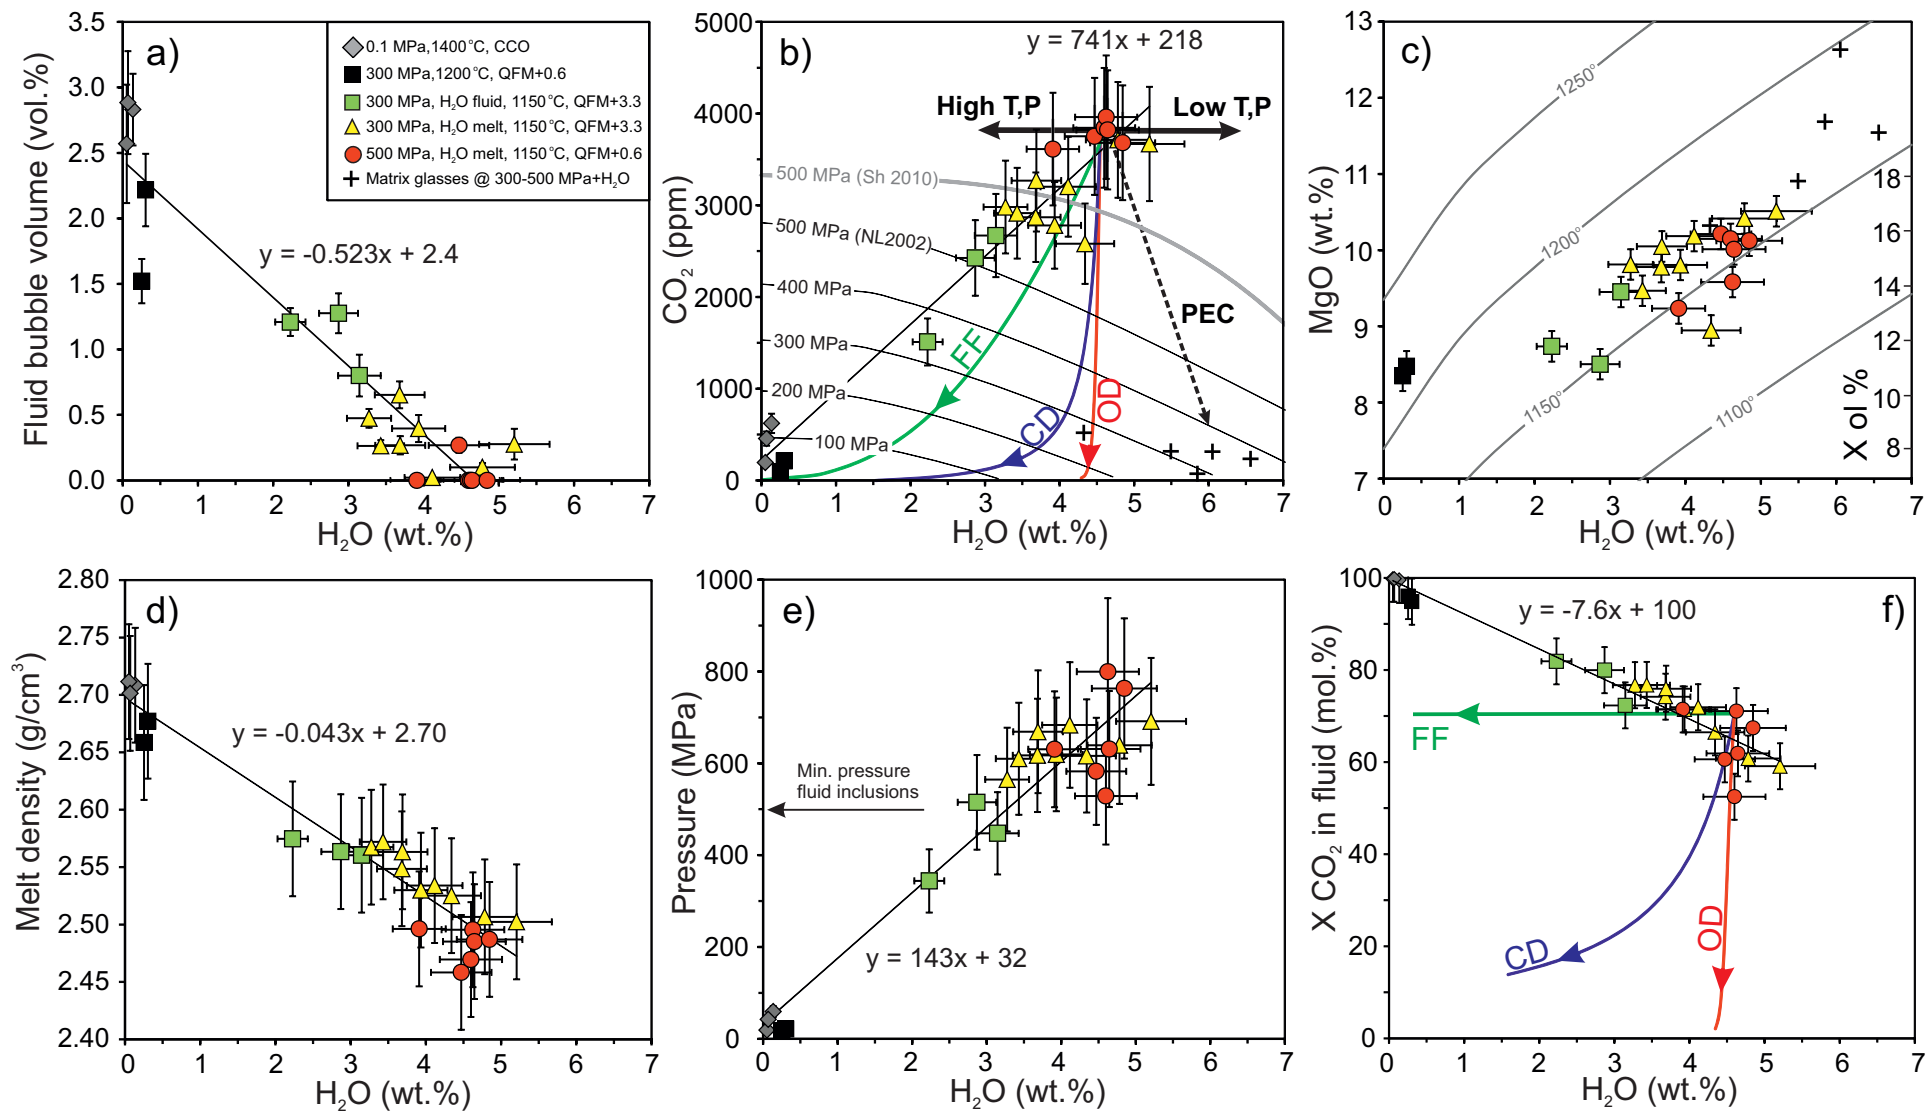 a)
Fluid bubble volume (vol.%)
3.5
3.0
2.5
2.0
1.5
1.0
0.5
0.0
0.1 MPa,1400°C, CCO
300 MPa,1200°C, QFM+0.6
300 MPa, H2O fluid, 1150°C, QFM+3.3
300 MPa, H2O melt, 1150°C, QFM+3.3
500 MPa, H2O melt, 1150°C, QFM+0.6
Matrix glasses @ 300-500 MPa+H2O
y = -0.523x + 2.4
0 1 2 3 4 5 6 7
H2O (wt.%)
b)
CO2 (ppm)
5000
4000
3000
2000
1000
0
y = 741x + 218
High T,P
Low T,P
500 MPa (Sh 2010)
500 MPa (NL2002)
400 MPa
300 MPa
200 MPa
100 MPa
FF
CD
OD
PEC
0 1 2 3 4 5 6 7
H2O (wt.%)
c)
MgO (wt.%)
13
12
11
10
9
8
7
1250°
1200°
1150°
1100°
18
16
14
12
10
8
X ol %
0 1 2 3 4 5 6 7
H2O (wt.%)
d)
Melt density (g/cm3)
2.80
2.75
2.70
2.65
2.60
2.55
2.50
2.45
2.40
y = -0.043x + 2.70
0 1 2 3 4 5 6 7
H2O (wt.%)
e)
Pressure (MPa)
1000
800
600
400
200
0
Min. pressure
fluid inclusions
y = 143x + 32
0 1 2 3 4 5 6 7
H2O (wt.%)
f)
X CO2 in fluid (mol.%)
100
80
60
40
20
0
y = -7.6x + 100
FF
CD
OD
0 1 2 3 4 5 6 7
H2O (wt.%)